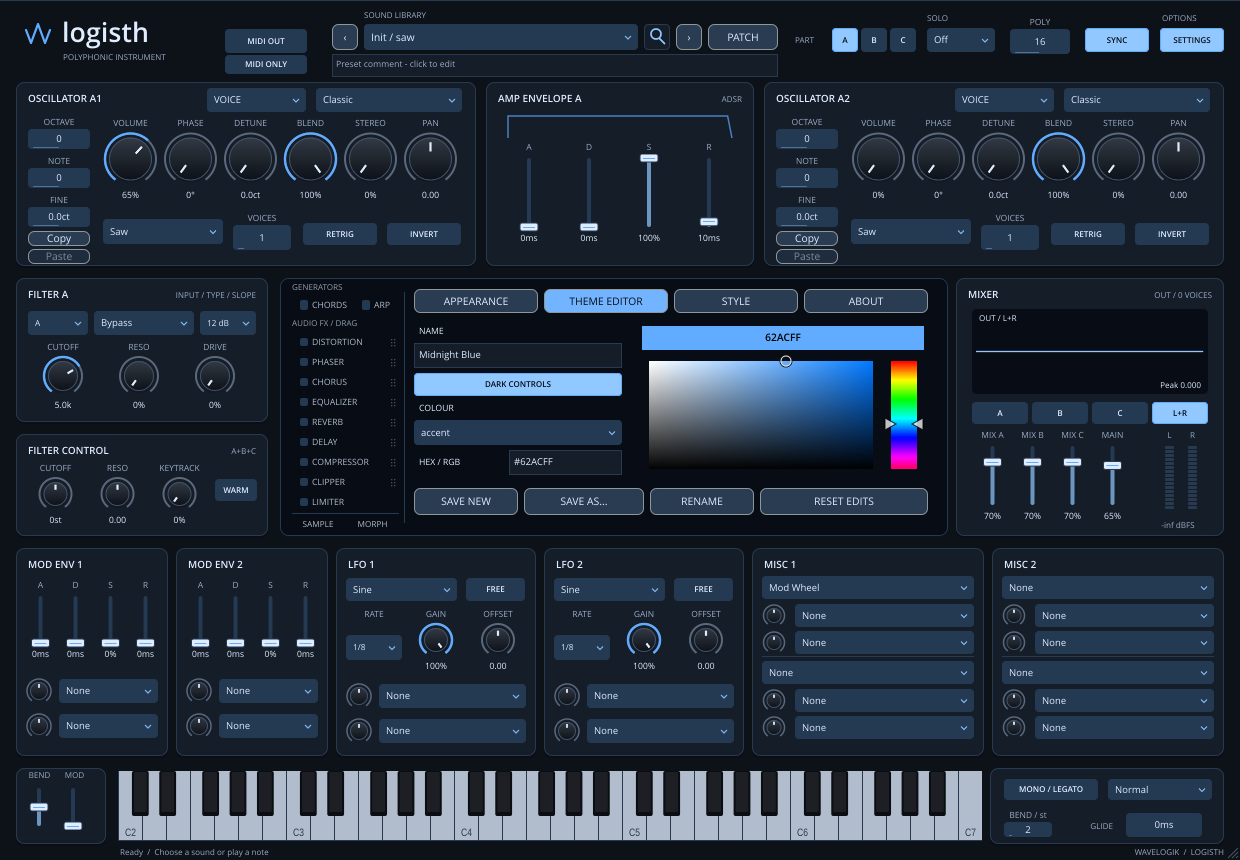 logisth
POLYPHONIC INSTRUMENT
MIDI OUT
MIDI ONLY
SOUND LIBRARY
‹
Init / saw
›
PATCH
Preset comment - click to edit
PART
A
B
C
SOLO
Off
POLY
16
SYNC
OPTIONS
SETTINGS
OSCILLATOR A1
VOICE
Classic
OCTAVE
0
NOTE
0
FINE
0.0ct
Copy
Paste
VOLUME PHASE DETUNE BLEND STEREO PAN
65% 0° 0.0ct 100% 0% 0.00
Saw
VOICES
1
RETRIG
INVERT
AMP ENVELOPE A
ADSR
A D S R
0ms 0ms 100% 10ms
OSCILLATOR A2
VOICE
Classic
OCTAVE
0
NOTE
0
FINE
0.0ct
Copy
Paste
VOLUME PHASE DETUNE BLEND STEREO PAN
0% 0° 0.0ct 100% 0% 0.00
Saw
VOICES
1
RETRIG
INVERT
FILTER A
INPUT / TYPE / SLOPE
A
Bypass
12 dB
CUTOFF RESO DRIVE
5.0k 0% 0%
FILTER CONTROL
A+B+C
CUTOFF RESO KEYTRACK
WARM
0st 0.00 0%
GENERATORS
CHORDS ARP
AUDIO FX / DRAG
DISTORTION
PHASER
CHORUS
EQUALIZER
REVERB
DELAY
COMPRESSOR
CLIPPER
LIMITER
SAMPLE MORPH
APPEARANCE
THEME EDITOR
STYLE
ABOUT
NAME
Midnight Blue
DARK CONTROLS
COLOUR
accent
HEX / RGB
#62ACFF
62ACFF
SAVE NEW
SAVE AS...
RENAME
RESET EDITS
MIXER
OUT / 0 VOICES
OUT / L+R
Peak 0.000
A
B
C
L+R
MIX A MIX B MIX C MAIN L R
70% 70% 70% 65%
-inf dBFS
MOD ENV 1
A D S R
0ms 0ms 0% 0ms
None
None
MOD ENV 2
A D S R
0ms 0ms 0% 0ms
None
None
LFO 1
Sine
FREE
RATE GAIN OFFSET
1/8
100% 0.00
None
None
LFO 2
Sine
FREE
RATE GAIN OFFSET
1/8
100% 0.00
None
None
MISC 1
Mod Wheel
None
None
None
None
None
MISC 2
None
None
None
None
None
None
BEND MOD
C2 C3 C4 C5 C6 C7
MONO / LEGATO
Normal
BEND / st
2
GLIDE
0ms
Ready / Choose a sound or play a note
WAVELOGIK / LOGISTH